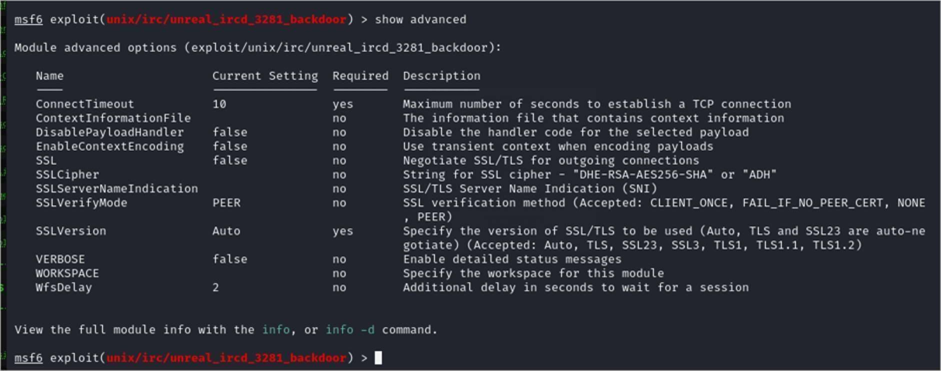 msf6 exploit(unix/irc/unreal_ircd_3281_backdoor) > show advanced
Module advanced options (exploit/unix/irc/unreal_ircd_3281_backdoor):
Name Current Setting Required Description
ConnectTimeout 10 yes Maximum number of seconds to establish a TCP connection
ContextInformationFile no The information file that contains context information
DisablePayloadHandler false no Disable the handler code for the selected payload
EnableContextEncoding false no Use transient context when encoding payloads
SSL false no Negotiate SSL/TLS for outgoing connections
SSLCipher no String for SSL cipher - "DHE-RSA-AES256-SHA" or "ADH"
SSLServerNameIndication no SSL/TLS Server Name Indication (SNI)
SSLVerifyMode PEER no SSL verification method (Accepted: CLIENT_ONCE, FAIL_IF_NO_PEER_CERT, NONE
, PEER)
SSLVersion Auto yes Specify the version of SSL/TLS to be used (Auto, TLS and SSL23 are auto-ne
gotiate) (Accepted: Auto, TLS, SSL23, SSL3, TLS1, TLS1.1, TLS1.2)
VERBOSE false no Enable detailed status messages
WORKSPACE no Specify the workspace for this module
WfsDelay 2 no Additional delay in seconds to wait for a session
View the full module info with the info, or info -d command.
msf6 exploit(unix/irc/unreal_ircd_3281_backdoor) >